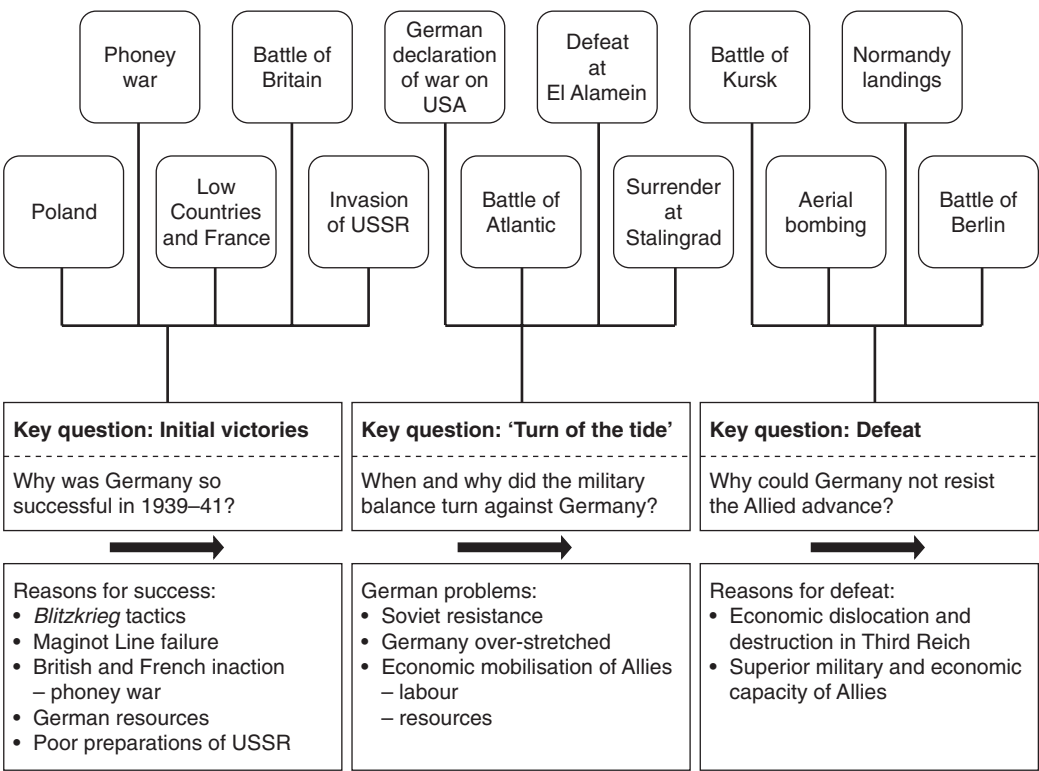 Phoney
war
Battle of
Britain
German
declaration
of war on
USA
Defeat
at
El Alamein
Battle of
Kursk
Normandy
landings
Poland
Low
Countries
and France
Invasion
of USSR
Battle of
Atlantic
Surrender
at
Stalingrad
Aerial
bombing
Battle of
Berlin
Key question: Initial victories
Why was Germany so
successful in 1939–41?
Reasons for success:
• Blitzkrieg tactics
• Maginot Line failure
• British and French inaction
– phoney war
• German resources
• Poor preparations of USSR
Key question: ‘Turn of the tide’
When and why did the military
balance turn against Germany?
German problems:
• Soviet resistance
• Germany over-stretched
• Economic mobilisation of Allies
– labour
– resources
Key question: Defeat
Why could Germany not resist
the Allied advance?
Reasons for defeat:
• Economic dislocation and
destruction in Third Reich
• Superior military and economic
capacity of Allies